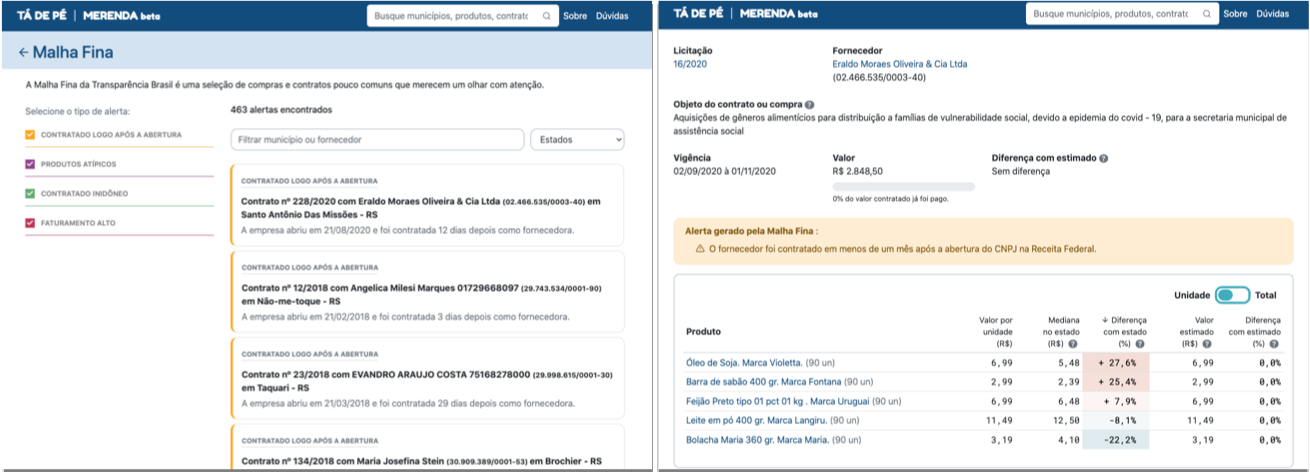 TÁ DE PÉ | MERENDA beta
Busque municípios, produtos, contratc
Sobre Dúvidas
← Malha Fina
A Malha Fina da Transparência Brasil é uma seleção de compras e contratos pouco comuns que merecem um olhar com atenção.
Selecione o tipo de alerta:
CONTRATADO LOGO APÓS A ABERTURA
PRODUTOS ATÍPICOS
CONTRATADO INIDÔNEO
FATURAMENTO ALTO
463 alertas encontrados
Filtrar município ou fornecedor
Estados
CONTRATADO LOGO APÓS A ABERTURA
Contrato nº 228/2020 com Eraldo Moraes Oliveira & Cia Ltda (02.466.535/0003-40) em
Santo Antônio Das Missões - RS
A empresa abriu em 21/08/2020 e foi contratada 12 dias depois como fornecedora.
CONTRATADO LOGO APÓS A ABERTURA
Contrato nº 12/2018 com Angelica Milesi Marques 01729668097 (29.743.534/0001-90)
em Não-me-toque - RS
A empresa abriu em 21/02/2018 e foi contratada 3 dias depois como fornecedora.
CONTRATADO LOGO APÓS A ABERTURA
Contrato nº 23/2018 com EVANDRO ARAUJO COSTA 75168278000 (29.998.615/0001-30)
em Taquari - RS
A empresa abriu em 21/03/2018 e foi contratada 29 dias depois como fornecedora.
CONTRATADO LOGO APÓS A ABERTURA
Contrato nº 134/2018 com Maria Josefina Stein (30.909.389/0001-53) em Brochier - RS
TÁ DE PÉ | MERENDA beta
Busque municípios, produtos, contratc
Sobre Dúvidas
Licitação
16/2020
Fornecedor
Eraldo Moraes Oliveira & Cia Ltda
(02.466.535/0003-40)
Objeto do contrato ou compra ?
Aquisições de gêneros alimentícios para distribuição a famílias de vulnerabilidade social, devido a epidemia do covid - 19, para a secretaria municipal de
assistência social
Vigência
02/09/2020 à 01/11/2020
Valor
R$ 2.848,50
0% do valor contratado já foi pago.
Diferença com estimado ?
Sem diferença
Alerta gerado pela Malha Fina :
⚠ O fornecedor foi contratado em menos de um mês após a abertura do CNPJ na Receita Federal.
Unidade Total
Produto
Valor por
unidade
(R$)
Mediana
no estado
(R$) ?
↓ Diferença
com estado
(%) ?
Valor
estimado
(R$) ?
Diferença
com estimado
(%) ?
Óleo de Soja. Marca Violetta. (90 un) 6,99 5,48 + 27,6% 6,99 0,0%
Barra de sabão 400 gr. Marca Fontana (90 un) 2,99 2,39 + 25,4% 2,99 0,0%
Feijão Preto tipo 01 pct 01 kg . Marca Uruguai (90 un) 6,99 6,48 + 7,9% 6,99 0,0%
Leite em pó 400 gr. Marca Langiru. (90 un) 11,49 12,50 -8,1% 11,49 0,0%
Bolacha Maria 360 gr. Marca Maria. (90 un) 3,19 4,10 -22,2% 3,19 0,0%